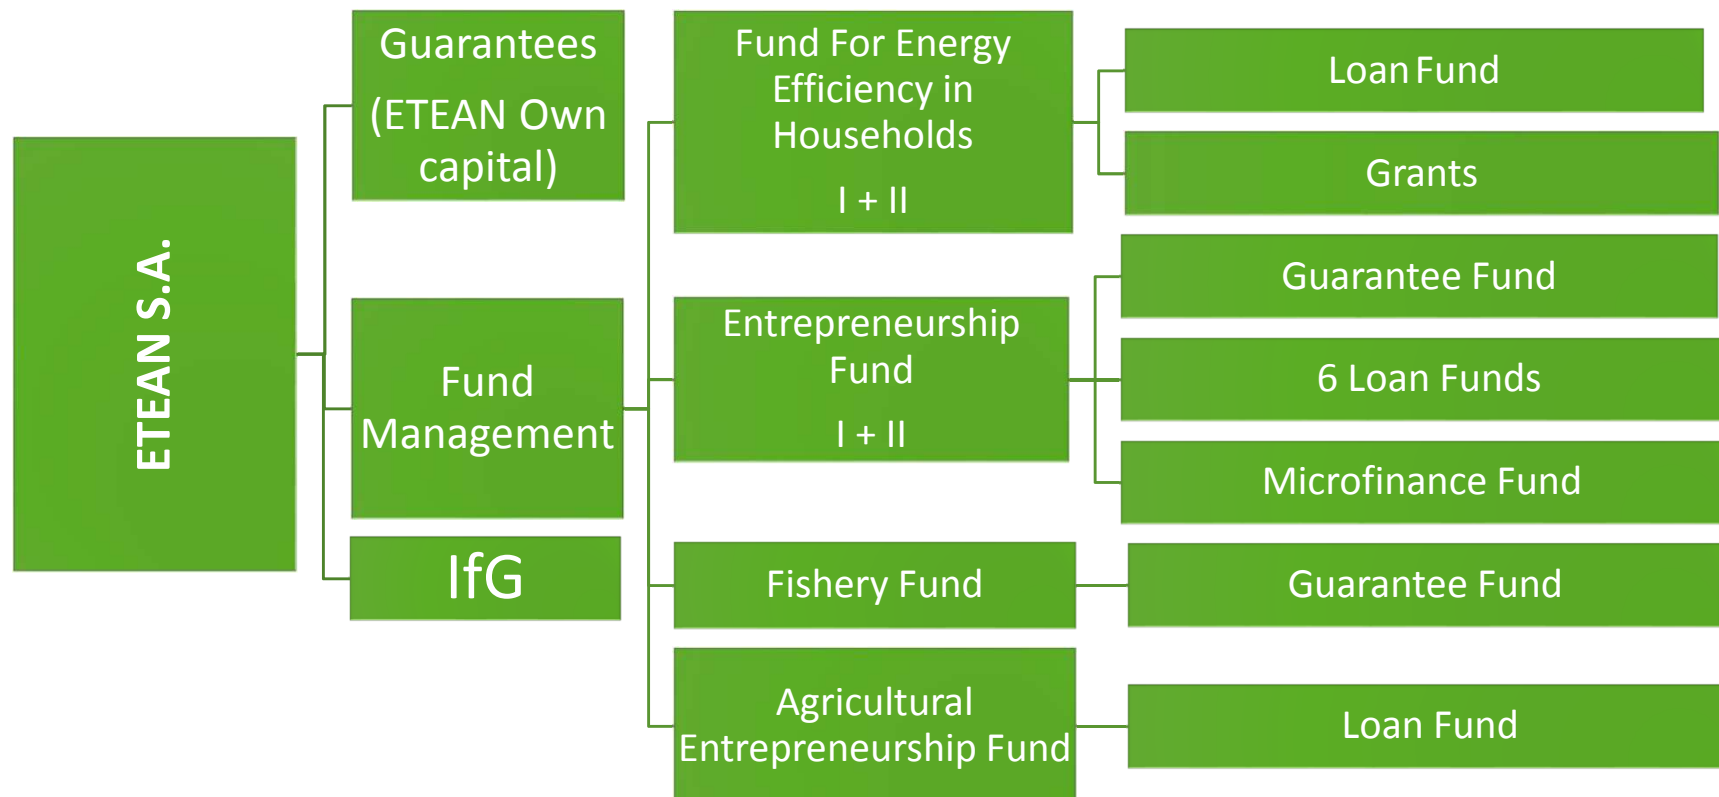 ETEAN S.A.
Guarantees
(ETEAN Own
capital)
Fund
Management
IfG
Fund For Energy
Efficiency in
Households
I + II
Entrepreneurship
Fund
I + II
Fishery Fund
Agricultural
Entrepreneurship Fund
Loan Fund
Grants
Guarantee Fund
6 Loan Funds
Microfinance Fund
Guarantee Fund
Loan Fund